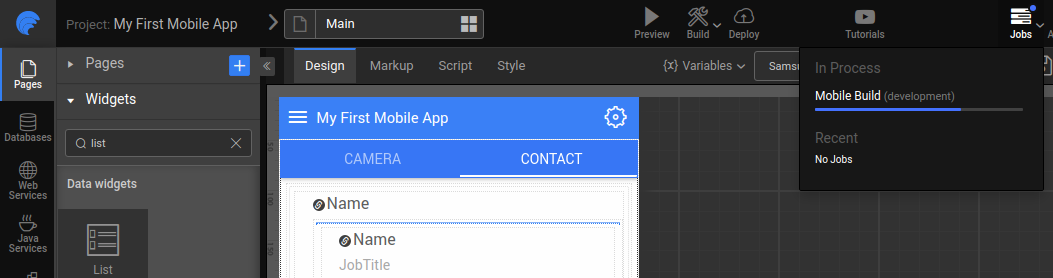 Project: My First Mobile App
Main
Preview
Build
Deploy
Tutorials
Jobs
Pages
Databases
Web
Services
Java
Services
Pages
Widgets
list
Data widgets
List
Design
Markup
Script
Style
{x} Variables
Samsu
My First Mobile App
CAMERA
CONTACT
Name
Name
JobTitle
In Process
Mobile Build (development)
Recent
No Jobs